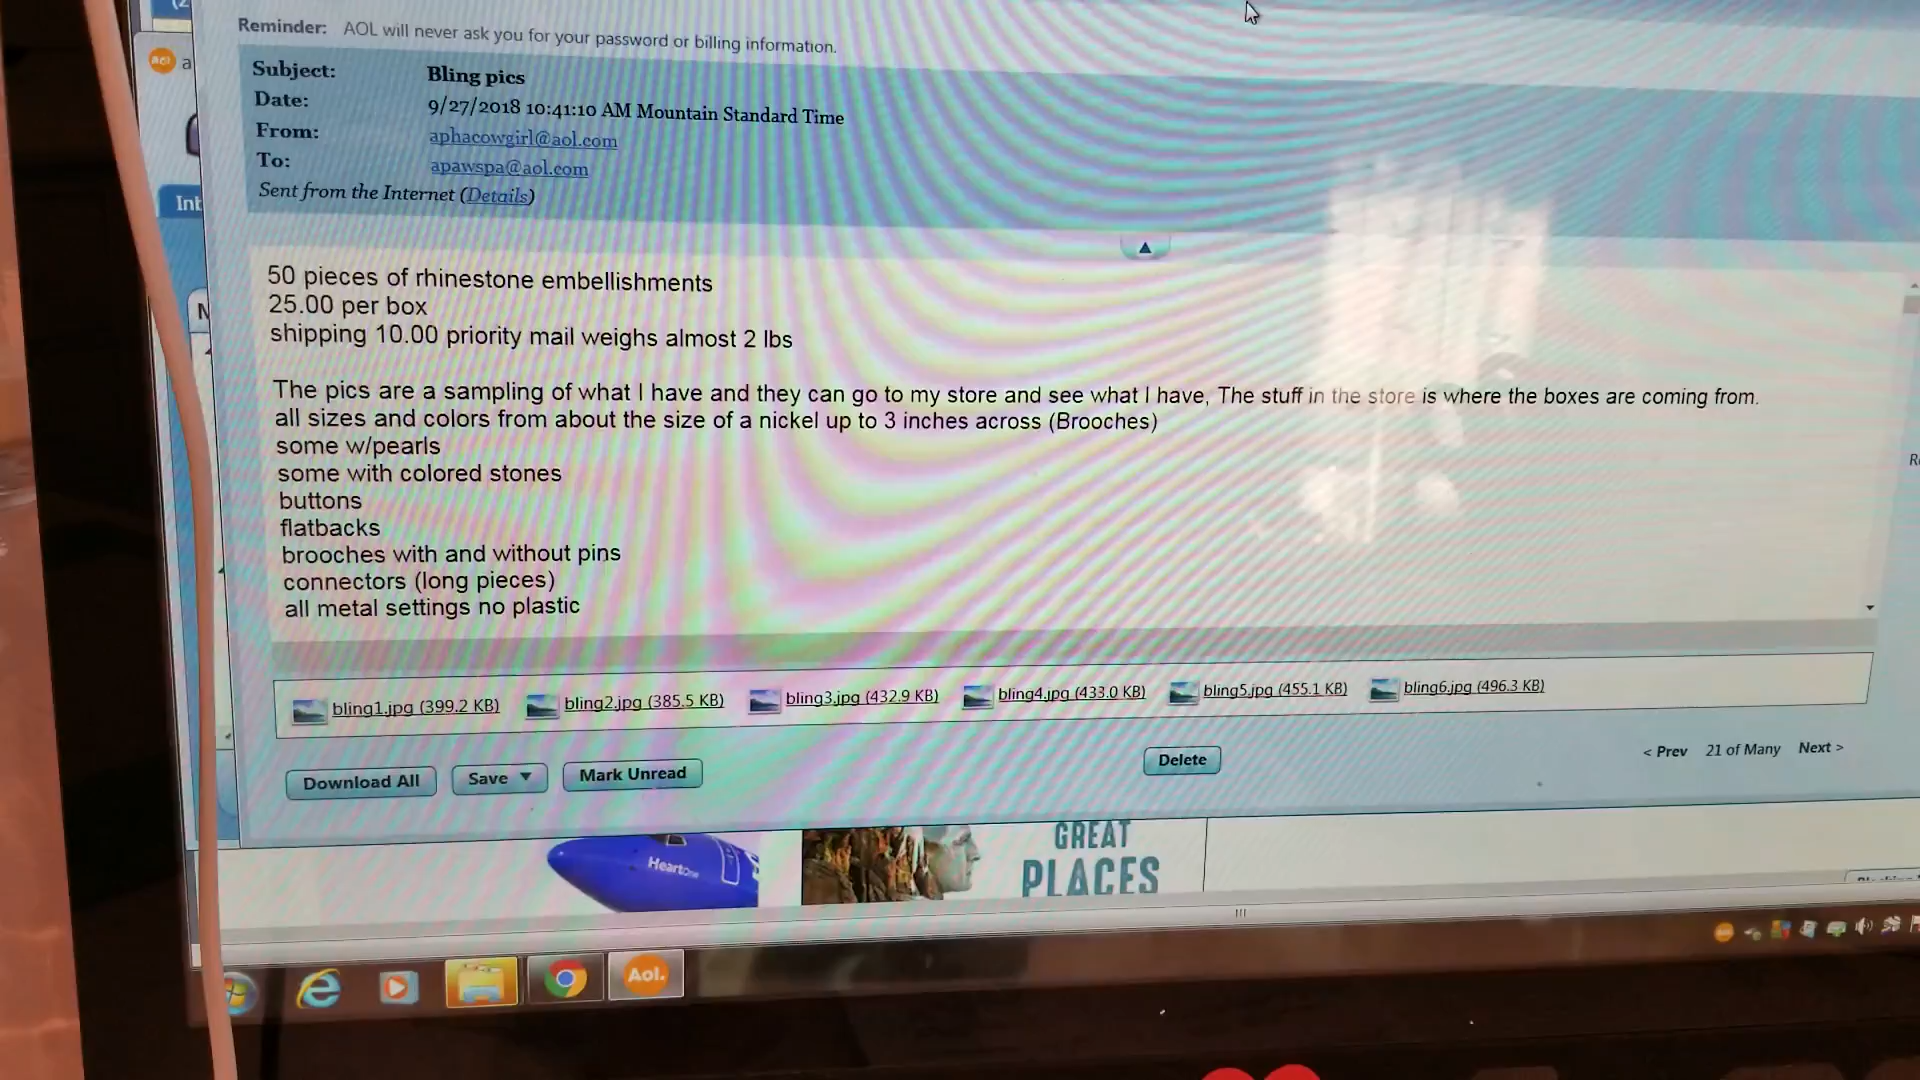 Reminder: AOL will never ask you for your password or billing information.
Subject: Bling pics
Date: 9/27/2018 10:41:10 AM Mountain Standard Time
From: aphacowgirl@aol.com
To: apawspa@aol.com
Sent from the Internet (Details)
50 pieces of rhinestone embellishments
25.00 per box
shipping 10.00 priority mail weighs almost 2 lbs
The pics are a sampling of what I have and they can go to my store and see what I have, The stuff in the store is where the boxes are coming from.
all sizes and colors from about the size of a nickel up to 3 inches across (Brooches)
some w/pearls
some with colored stones
buttons
flatbacks
brooches with and without pins
connectors (long pieces)
all metal settings no plastic
bling1.jpg (399.2 KB) bling2.jpg (385.5 KB) bling3.jpg (432.9 KB) bling4.jpg (433.0 KB) bling5.jpg (455.1 KB) bling6.jpg (496.3 KB)
Download All Save Mark Unread Delete < Prev 21 of Many Next >
GREAT
PLACES
Aol.